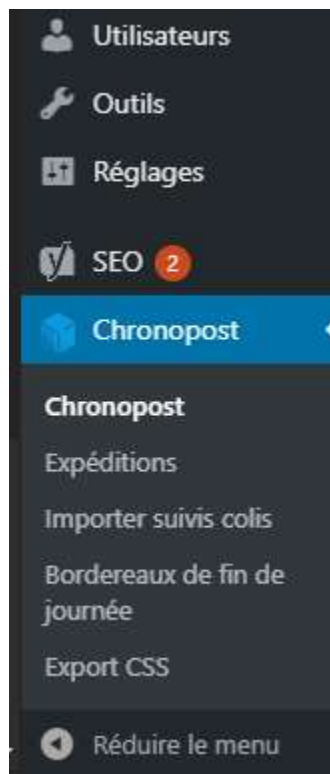 Utilisateurs
Outils
Réglages
SEO 2
Chronopost
Chronopost
Expéditions
Importer suivis colis
Bordereaux de fin de
journée
Export CSS
Réduire le menu